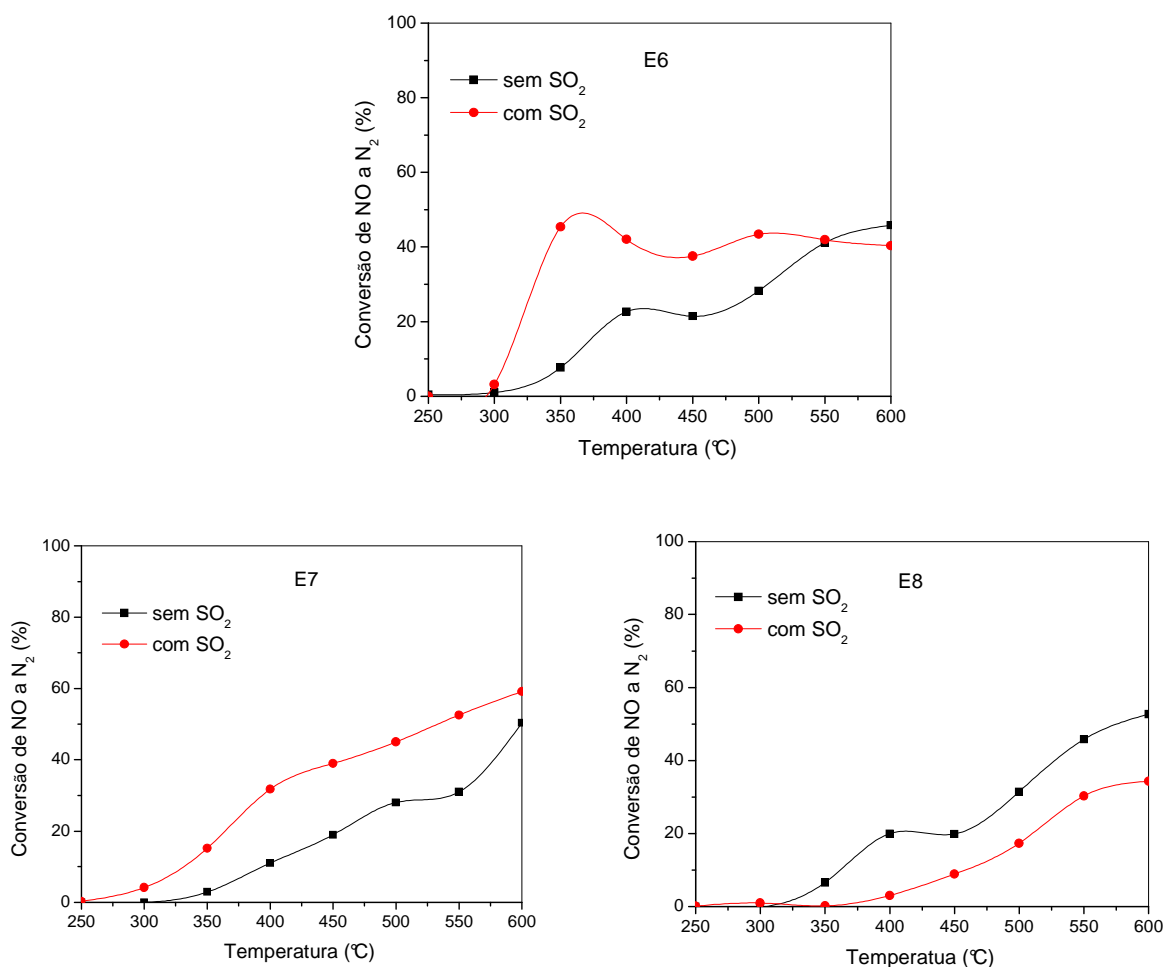 E6
sem SO2
com SO2
Conversão de NO a N2 (%)
100
80
60
40
20
0
250 300 350 400 450 500 550 600
Temperatura (°C)
E7
sem SO2
com SO2
Conversão de NO a N2 (%)
100
80
60
40
20
0
250 300 350 400 450 500 550 600
Temperatura (°C)
E8
sem SO2
com SO2
Conversão de NO a N2 (%)
100
80
60
40
20
0
250 300 350 400 450 500 550 600
Temperatua (°C)